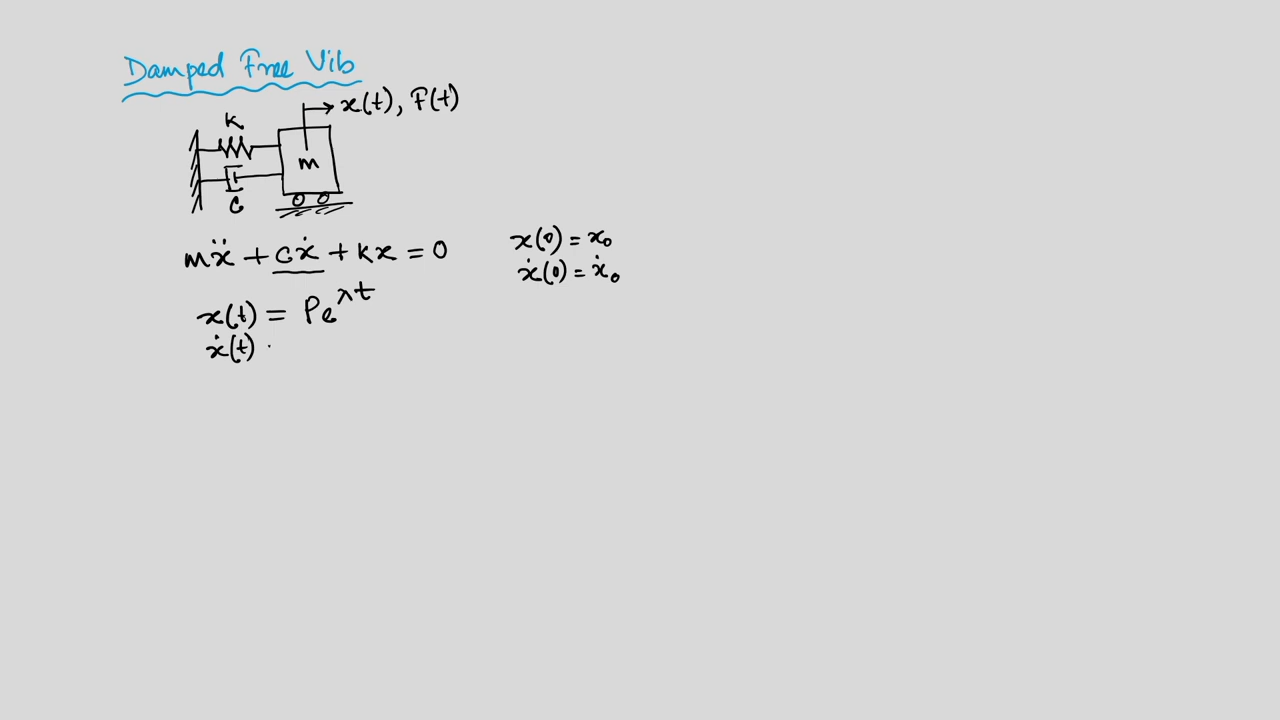 Damped Free Vib
x(t), F(t)
K
m
C
mẍ + cẋ + kx = 0
x(0) = x₀
ẋ(0) = ẋ₀
x(t) = Pe^λt
ẋ(t)